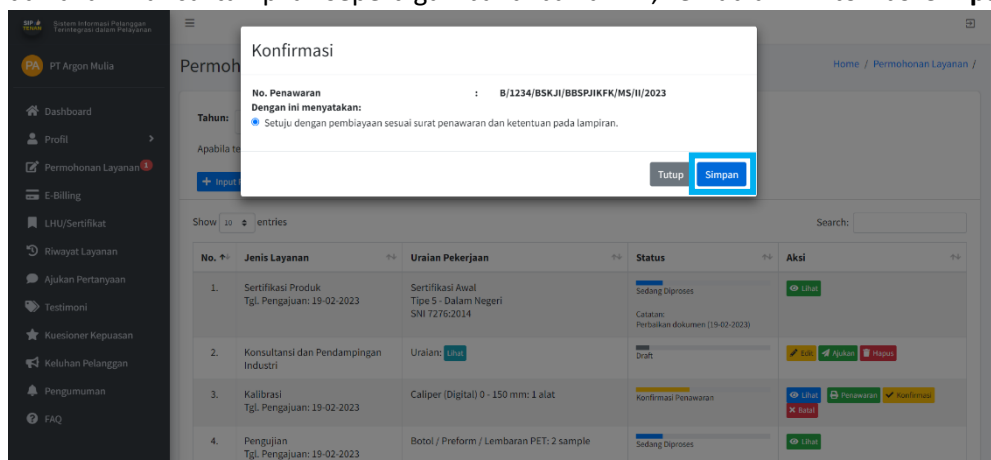 SIP
Sistem Informasi Pelanggan
Terintegrasi dalam Pelayanan
PA PT Argon Mulia
Dashboard
Profil
Permohonan Layanan 1
E-Billing
LHU/Sertifikat
Riwayat Layanan
Ajukan Pertanyaan
Testimoni
Kuesioner Kepuasan
Keluhan Pelanggan
Pengumuman
FAQ
Permoh
Home / Permohonan Layanan /
Konfirmasi
No. Penawaran : B/1234/BSKJI/BBSPJIKFK/MS/II/2023
Dengan ini menyatakan:
Setuju dengan pembiayaan sesuai surat penawaran dan ketentuan pada lampiran.
Tutup Simpan
Tahun:
Apabila te
+ Input
Show 10 entries
Search:
No. Jenis Layanan Uraian Pekerjaan Status Aksi
1. Sertifikasi Produk
Tgl. Pengajuan: 19-02-2023
Sertifikasi Awal
Tipe 5 - Dalam Negeri
SNI 7276:2014
Sedang Diproses
Catatan:
Perbaikan dokumen (19-02-2023)
Lihat
2. Konsultansi dan Pendampingan
Industri
Uraian: Lihat
Draft
Edit Ajukan Hapus
3. Kalibrasi
Tgl. Pengajuan: 19-02-2023
Caliper (Digital) 0 - 150 mm: 1 alat
Konfirmasi Penawaran
Lihat Penawaran Konfirmasi
Batal
4. Pengujian
Tgl. Pengajuan: 19-02-2023
Botol / Preform / Lembaran PET: 2 sample
Sedang Diproses
Lihat